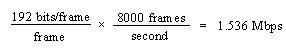 192 bits/frame × 8000 frames = 1.536 Mbps
frame second